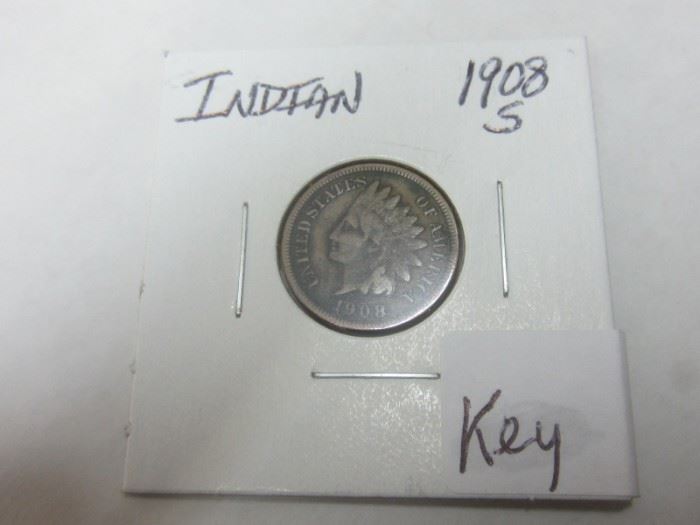 INDIAN 1908
S
UNITED STATES OF AMERICA
1908
Key